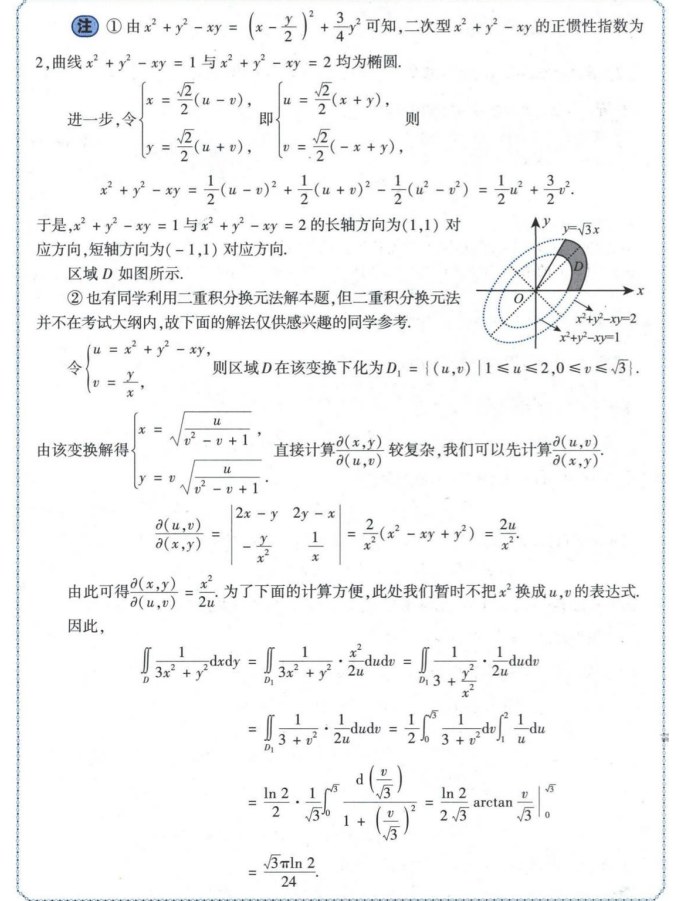 注 ① 由 x² + y² - xy = (x - y/2)² + 3/4 y² 可知,二次型 x² + y² - xy 的正惯性指数为
2,曲线 x² + y² - xy = 1 与 x² + y² - xy = 2 均为椭圆.
进一步,令 { x = √2/2 (u - v), y = √2/2 (u + v), 即 { u = √2/2 (x + y), v = √2/2 (-x + y), 则
x² + y² - xy = 1/2 (u - v)² + 1/2 (u + v)² - 1/2 (u² - v²) = 1/2 u² + 3/2 v².
于是,x² + y² - xy = 1 与 x² + y² - xy = 2 的长轴方向为(1,1) 对
应方向,短轴方向为(-1,1) 对应方向.
区域 D 如图所示.
② 也有同学利用二重积分换元法解本题,但二重积分换元法
并不在考试大纲内,故下面的解法仅供感兴趣的同学参考.
y
y=√3x
D
O
x
x²+y²-xy=2
x²+y²-xy=1
令 { u = x² + y² - xy, v = y/x, 则区域 D 在该变换下化为 D₁ = {(u,v) | 1 ≤ u ≤ 2,0 ≤ v ≤ √3}.
由该变换解得 { x = √(u/(v² - v + 1)), y = v √(u/(v² - v + 1)). 直接计算 ∂(x,y)/∂(u,v) 较复杂,我们可以先计算 ∂(u,v)/∂(x,y).
∂(u,v)/∂(x,y) = | 2x - y 2y - x ; -y/x² 1/x | = 2/x² (x² - xy + y²) = 2u/x².
由此可得 ∂(x,y)/∂(u,v) = x²/2u. 为了下面的计算方便,此处我们暂时不把 x² 换成 u,v 的表达式.
因此,
∬_D 1/(3x² + y²) dxdy = ∬_D₁ 1/(3x² + y²) · x²/2u dudv = ∬_D₁ 1/(3 + y²/x²) · 1/2u dudv
= ∬_D₁ 1/(3 + v²) · 1/2u dudv = 1/2 ∫₀^√3 1/(3 + v²) dv ∫₁² 1/u du
= ln 2/2 · 1/√3 ∫₀^√3 d(v/√3)/(1 + (v/√3)²) = ln 2/(2√3) arctan v/√3 |₀^√3
= √3πln 2/24.